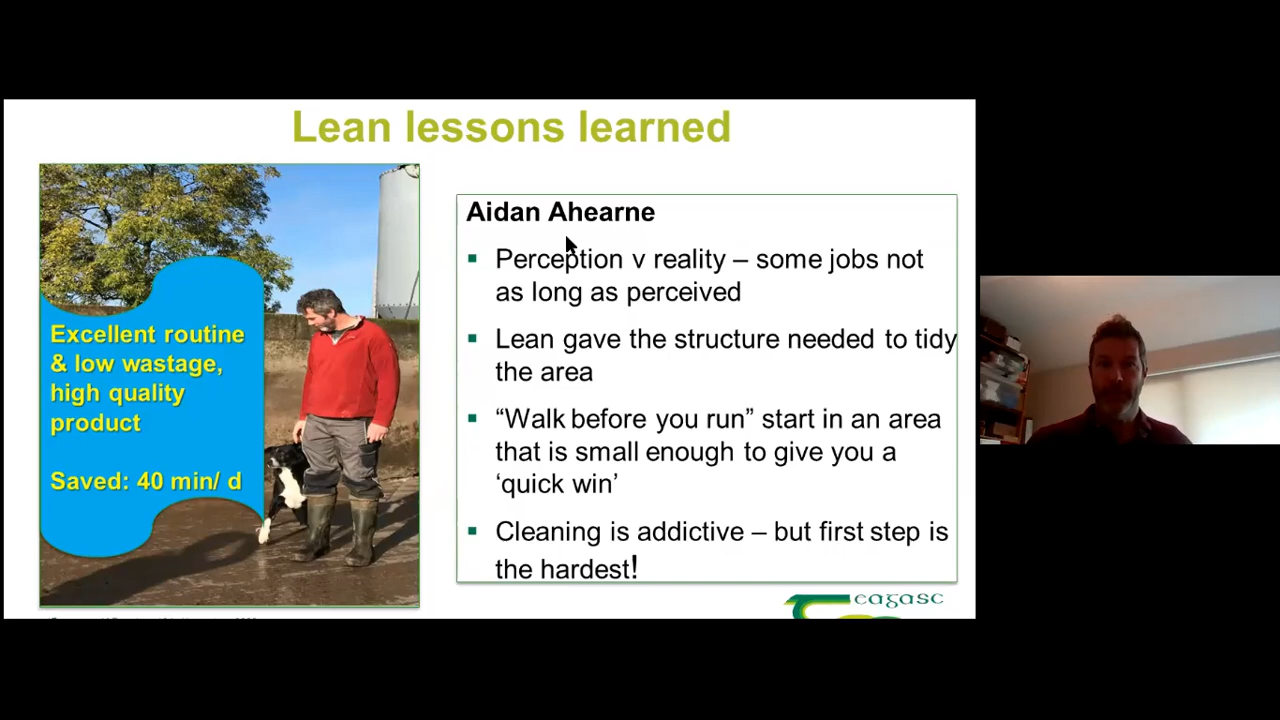 Lean lessons learned
Excellent routine
& low wastage,
high quality
product
Saved: 40 min/ d
Aidan Ahearne
▪ Perception v reality – some jobs not
as long as perceived
▪ Lean gave the structure needed to tidy
the area
▪ “Walk before you run” start in an area
that is small enough to give you a
‘quick win’
▪ Cleaning is addictive – but first step is
the hardest!
eagasc